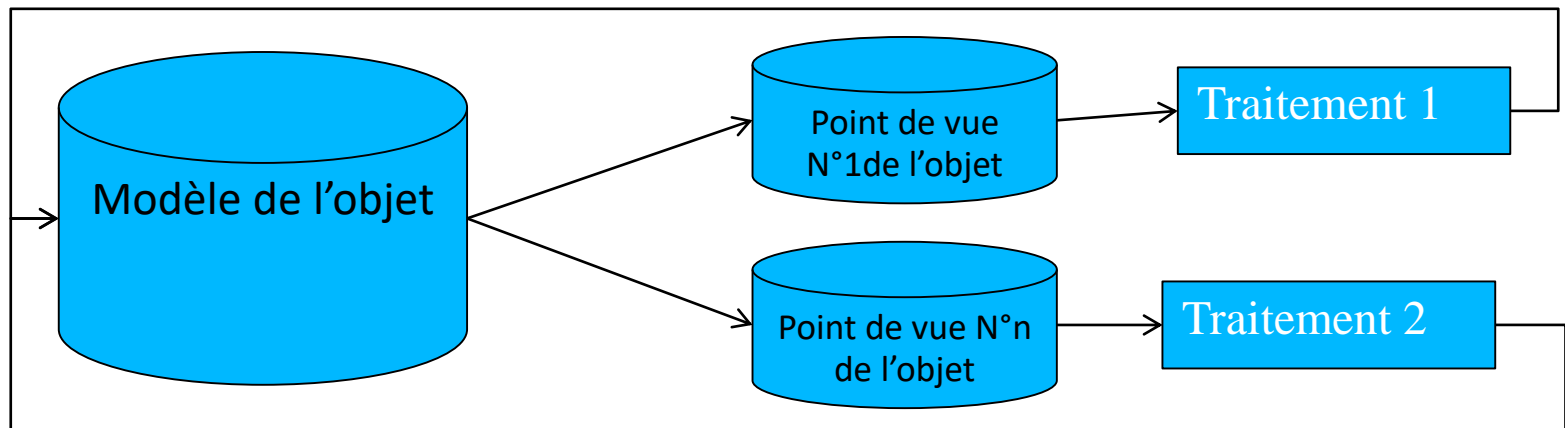 Modèle de l’objet
Point de vue
N°1de l’objet
Traitement 1
Point de vue N°n
de l’objet
Traitement 2